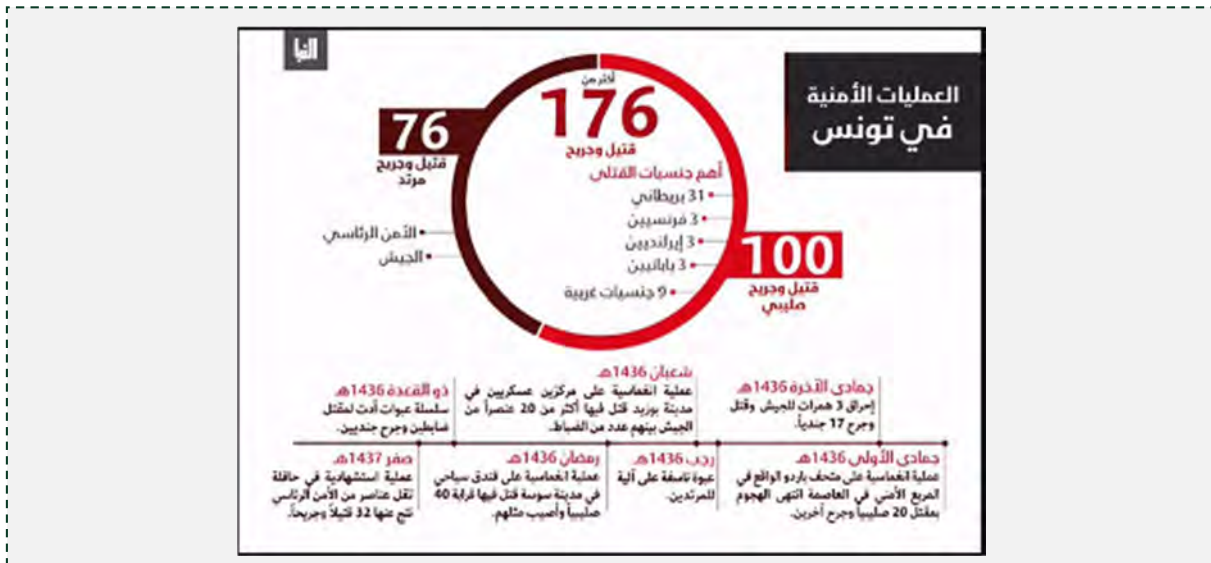 النبأ
العمليات الأمنية
في تونس
أكثر من
176
قتيل وجريح
أهم جنسيات القتلى
• 31 بريطاني
• 3 فرنسيين
• 3 إيرلنديين
• 3 يابانيين
• 9 جنسيات غربية
100
قتيل وجريح
صليبي
76
قتيل وجريح
مرتد
• الأمن الرئاسي
• الجيش
جمادى الآخرة 1436هـ
إحراق 3 همرات للجيش وقتل
وجرح 17 جندياً.
شعبان 1436هـ
عملية انغماسية على مركزين عسكريين في
مدينة بوزيد قتل فيها أكثر من 20 عنصراً من
الجيش بينهم عدد من الضباط.
ذو القعدة 1436هـ
سلسلة عبوات أدت لمقتل
ضابطين وجرح جنديين.
جمادى الأولى 1436هـ
عملية انغماسية على متحف باردو الواقع في
المربع الأمني في العاصمة انتهى الهجوم
بمقتل 20 صليبياً وجرح آخرين.
رجب 1436هـ
عبوة ناسفة على آلية
للمرتدين.
رمضان 1436هـ
عملية انغماسية على فندق سياحي
في مدينة سوسة قتل فيها قرابة 40
صليبياً وأصيب مثلهم.
صفر 1437هـ
عملية استشهادية في حافلة
تقل عناصر من الأمن الرئاسي
نتج عنها 32 قتيلاً وجريحاً.